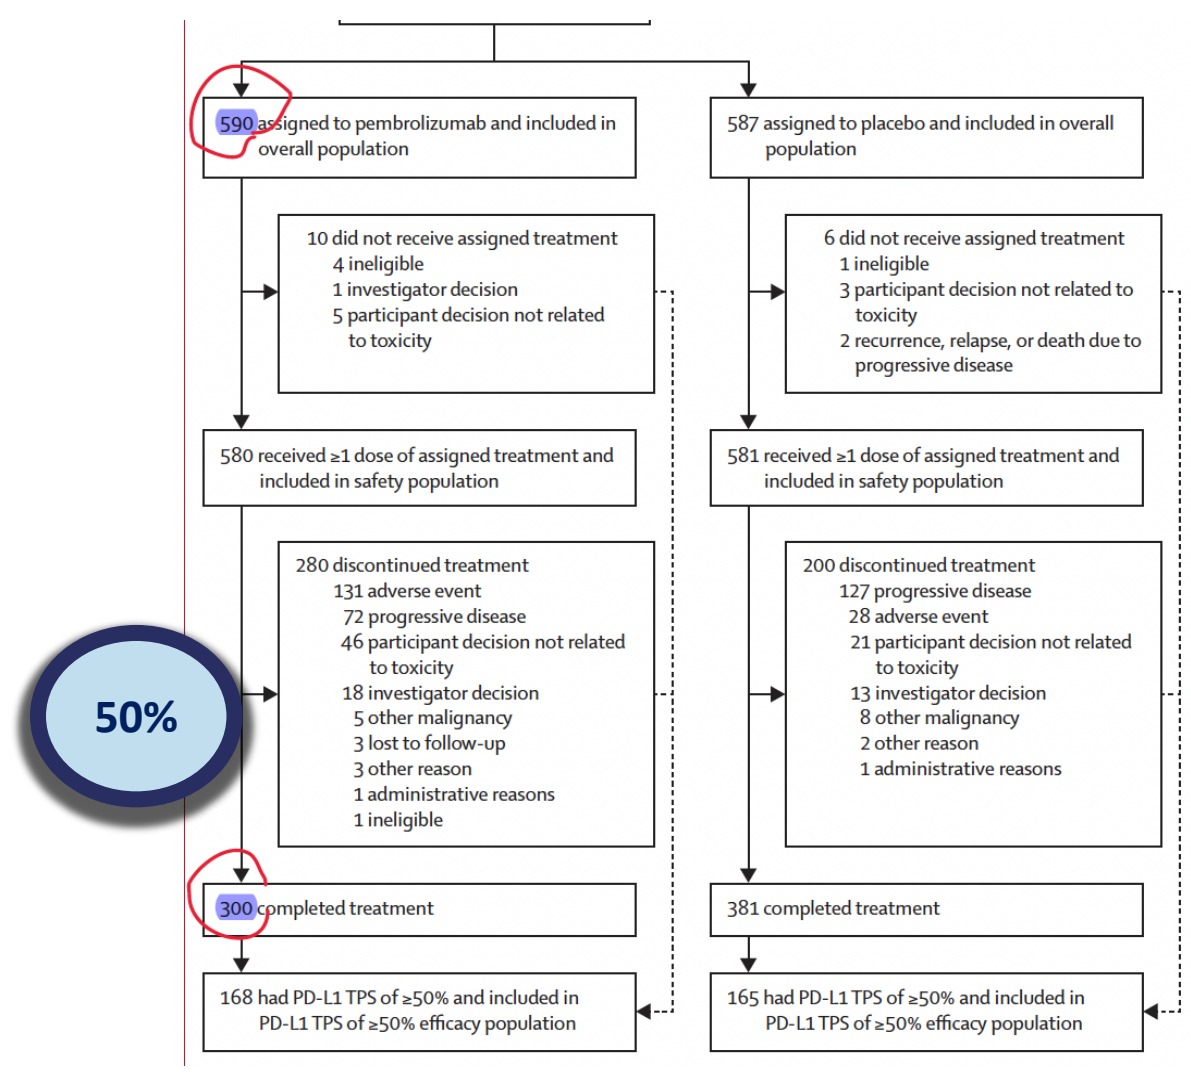 590 assigned to pembrolizumab and included in
overall population
587 assigned to placebo and included in overall
population
10 did not receive assigned treatment
4 ineligible
1 investigator decision
5 participant decision not related
to toxicity
6 did not receive assigned treatment
1 ineligible
3 participant decision not related to
toxicity
2 recurrence, relapse, or death due to
progressive disease
580 received ≥1 dose of assigned treatment and
included in safety population
581 received ≥1 dose of assigned treatment and
included in safety population
280 discontinued treatment
131 adverse event
72 progressive disease
46 participant decision not related
to toxicity
18 investigator decision
5 other malignancy
3 lost to follow-up
3 other reason
1 administrative reasons
1 ineligible
200 discontinued treatment
127 progressive disease
28 adverse event
21 participant decision not related
to toxicity
13 investigator decision
8 other malignancy
2 other reason
1 administrative reasons
50%
300 completed treatment
381 completed treatment
168 had PD-L1 TPS of ≥50% and included in
PD-L1 TPS of ≥50% efficacy population
165 had PD-L1 TPS of ≥50% and included in
PD-L1 TPS of ≥50% efficacy population